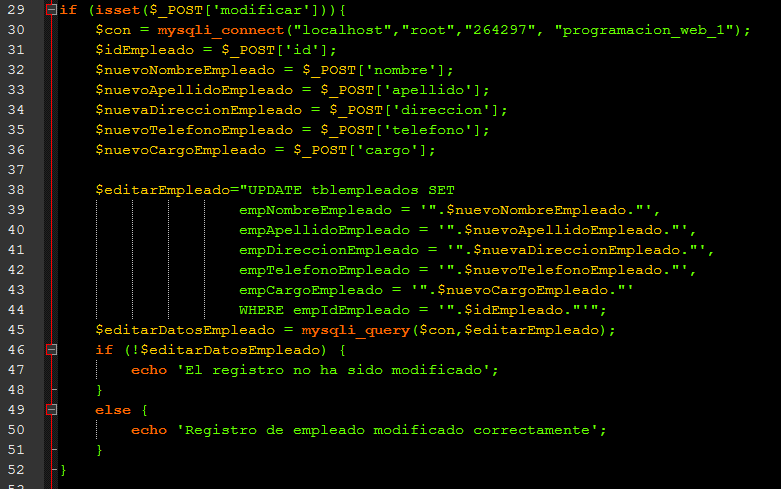 29 if (isset($_POST['modificar'])){
30 $con = mysqli_connect("localhost","root","264297", "programacion_web_1");
31 $idEmpleado = $_POST['id'];
32 $nuevoNombreEmpleado = $_POST['nombre'];
33 $nuevoApellidoEmpleado = $_POST['apellido'];
34 $nuevaDireccionEmpleado = $_POST['direccion'];
35 $nuevoTelefonoEmpleado = $_POST['telefono'];
36 $nuevoCargoEmpleado = $_POST['cargo'];
37
38 $editarEmpleado="UPDATE tblempleados SET
39 empNombreEmpleado = '".$nuevoNombreEmpleado."',
40 empApellidoEmpleado = '".$nuevoApellidoEmpleado."',
41 empDireccionEmpleado = '".$nuevaDireccionEmpleado."',
42 empTelefonoEmpleado = '".$nuevoTelefonoEmpleado."',
43 empCargoEmpleado = '".$nuevoCargoEmpleado."'
44 WHERE empIdEmpleado = '".$idEmpleado."'";
45 $editarDatosEmpleado = mysqli_query($con,$editarEmpleado);
46 if (!$editarDatosEmpleado) {
47 echo 'El registro no ha sido modificado';
48 }
49 else {
50 echo 'Registro de empleado modificado correctamente';
51 }
52 }